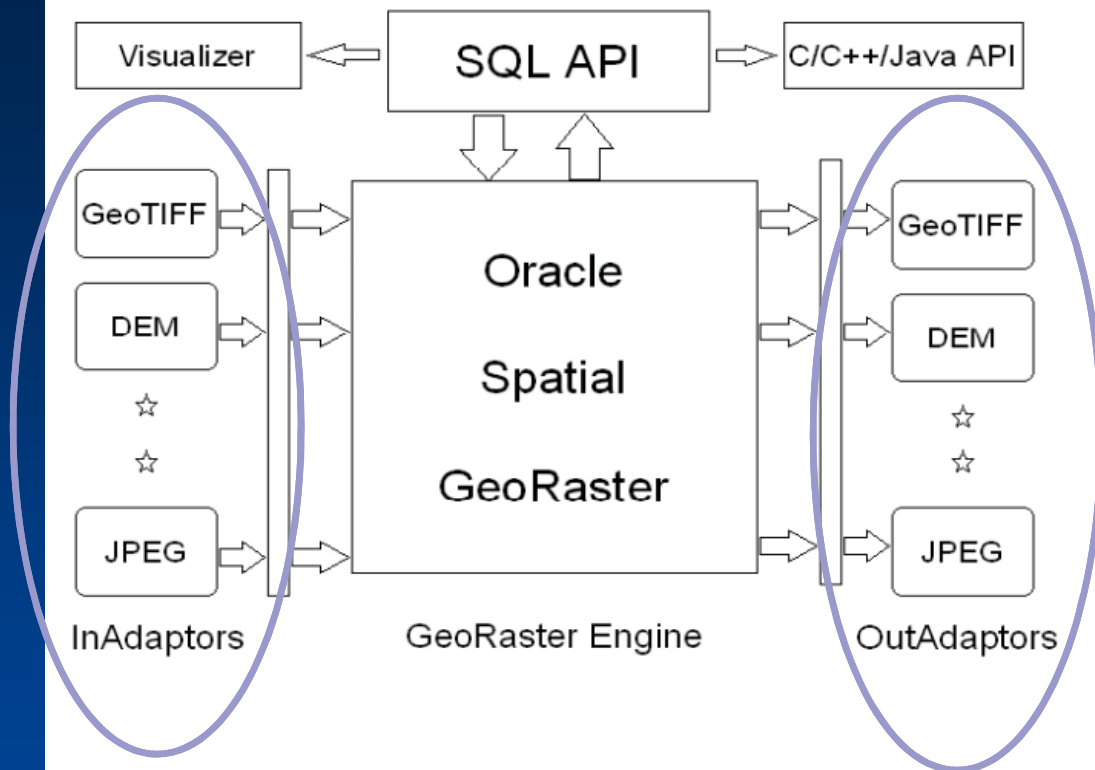 Visualizer
SQL API
C/C++/Java API
GeoTIFF
DEM
JPEG
InAdaptors
Oracle
Spatial
GeoRaster
GeoRaster Engine
GeoTIFF
DEM
JPEG
OutAdaptors